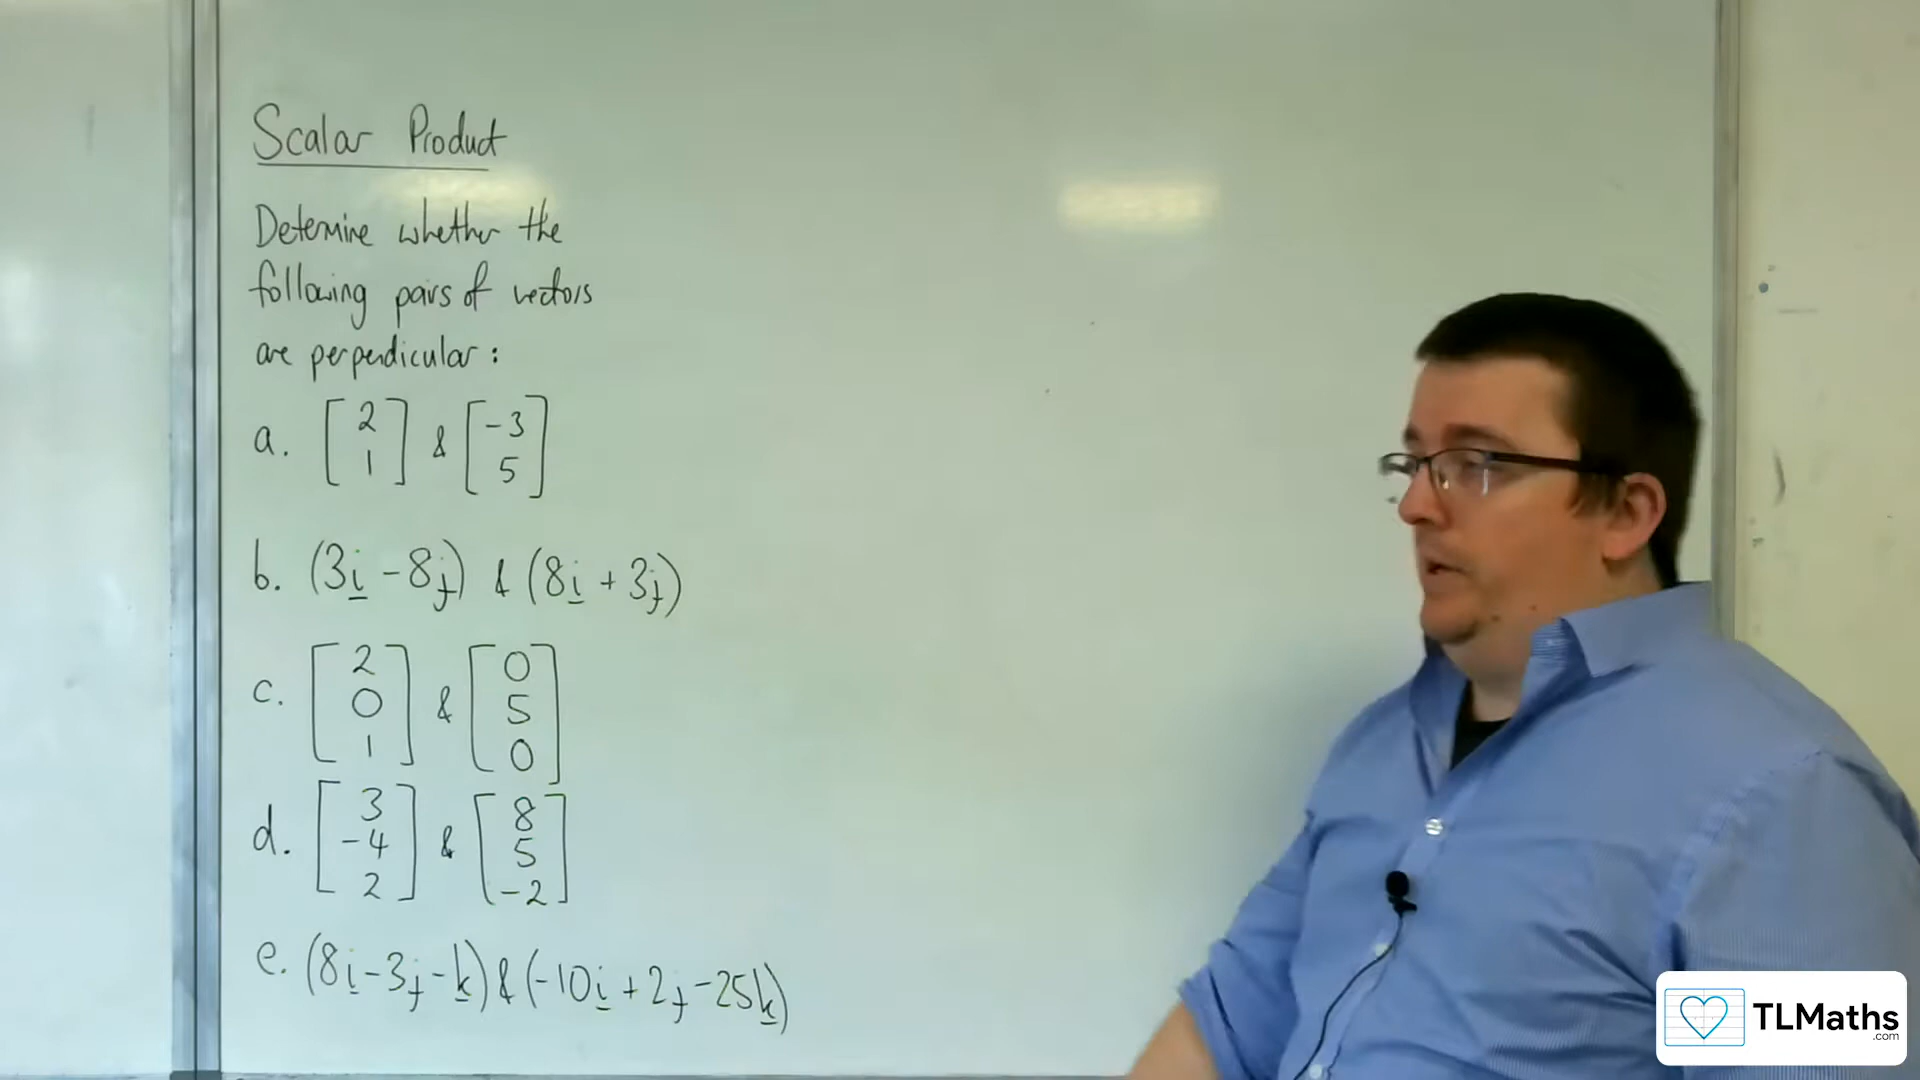 Scalar Product
Determine whether the
following pairs of vectors
are perpendicular:
a. [2 1] & [-3 5]
b. (3i - 8j) & (8i + 3j)
c. [2 0 1] & [0 5 0]
d. [3 -4 2] & [8 5 -2]
e. (8i - 3j - k) & (-10i + 2j - 25k)
TLMaths
.com